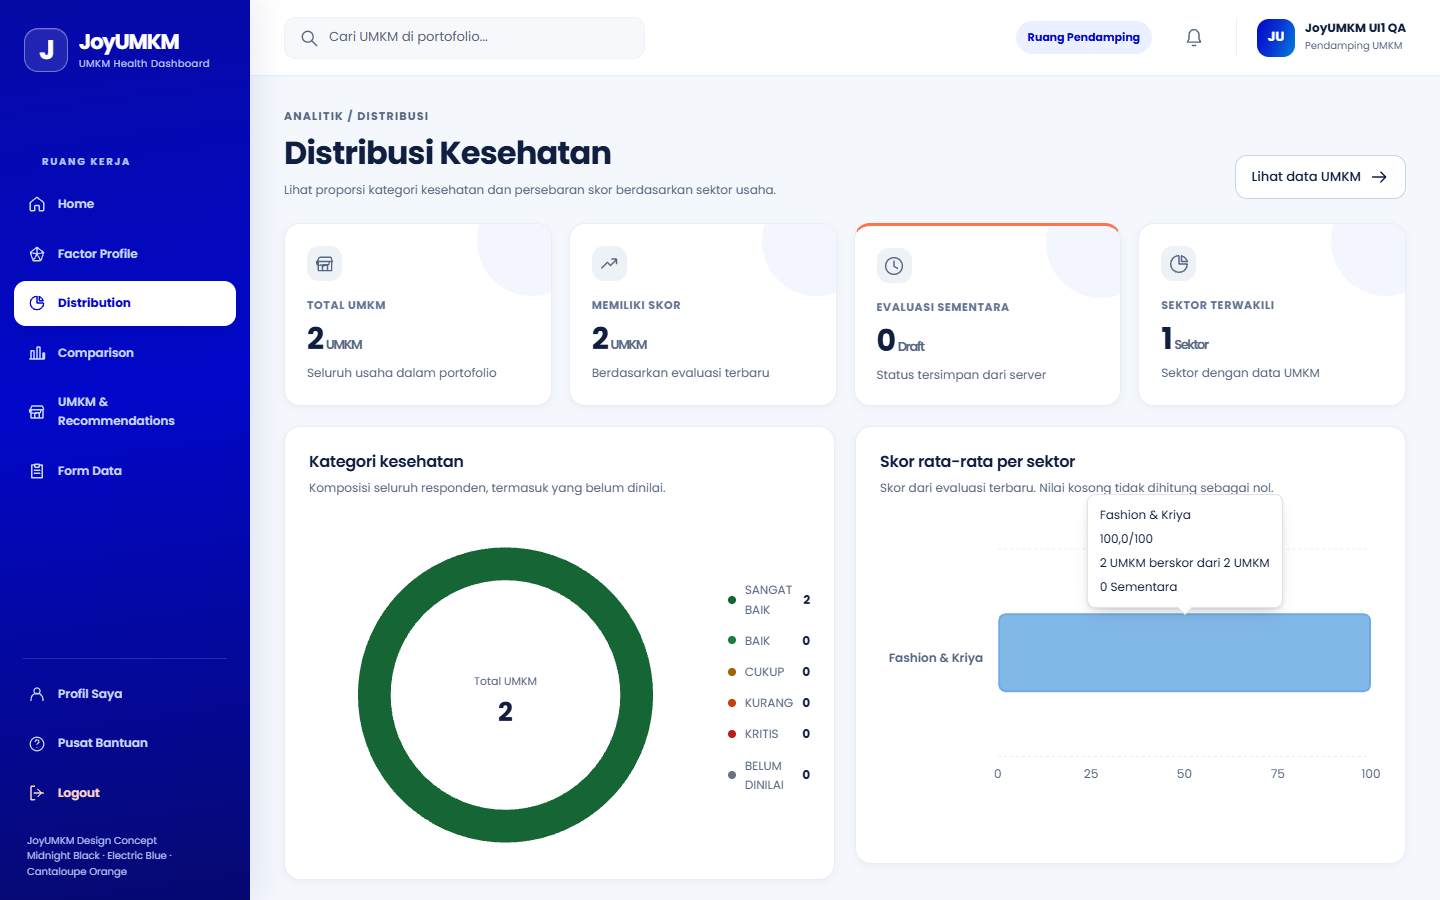 J
JoyUMKM
UMKM Health Dashboard
RUANG KERJA
Home
Factor Profile
Distribution
Comparison
UMKM &
Recommendations
Form Data
Profil Saya
Pusat Bantuan
Logout
JoyUMKM Design Concept
Midnight Black · Electric Blue ·
Cantaloupe Orange
Cari UMKM di portofolio...
Ruang Pendamping
JU
JoyUMKM UI1 QA
Pendamping UMKM
ANALITIK / DISTRIBUSI
Distribusi Kesehatan
Lihat proporsi kategori kesehatan dan persebaran skor berdasarkan sektor usaha.
Lihat data UMKM
TOTAL UMKM
2 UMKM
Seluruh usaha dalam portofolio
MEMILIKI SKOR
2 UMKM
Berdasarkan evaluasi terbaru
EVALUASI SEMENTARA
0 Draft
Status tersimpan dari server
SEKTOR TERWAKILI
1 Sektor
Sektor dengan data UMKM
Kategori kesehatan
Komposisi seluruh responden, termasuk yang belum dinilai.
Total UMKM
2
SANGAT
BAIK 2
BAIK 0
CUKUP 0
KURANG 0
KRITIS 0
BELUM
DINILAI 0
Skor rata-rata per sektor
Skor dari evaluasi terbaru. Nilai kosong tidak dihitung sebagai nol.
Fashion & Kriya
100,0/100
2 UMKM berskor dari 2 UMKM
0 Sementara
Fashion & Kriya
0 25 50 75 100